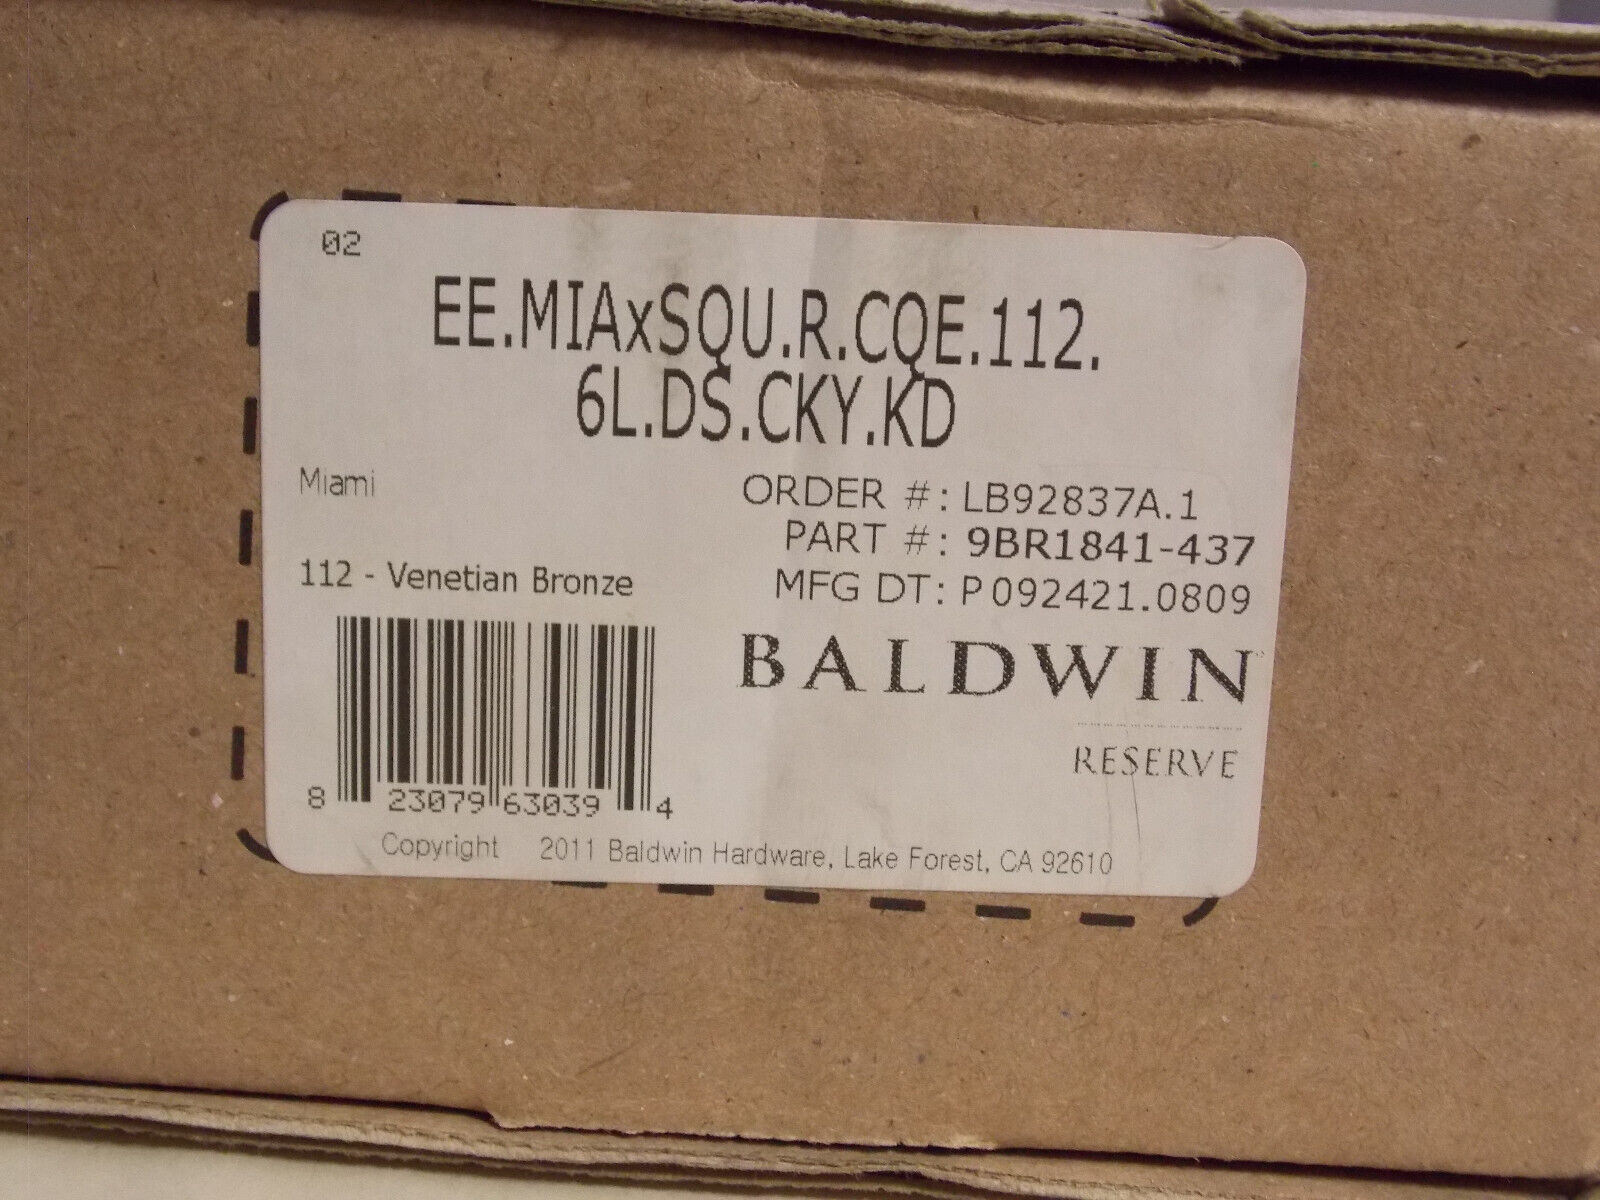 02
EE.MIAxSQU.R.CQE.112.
6L.DS.CKY.KD
Miami
ORDER #: LB92837A.1
PART #: 9BR1841-437
112 - Venetian Bronze
MFG DT: P092421.0809
BALDWIN
RESERVE
8 23079 63039 4
Copyright 2011 Baldwin Hardware, Lake Forest, CA 92610